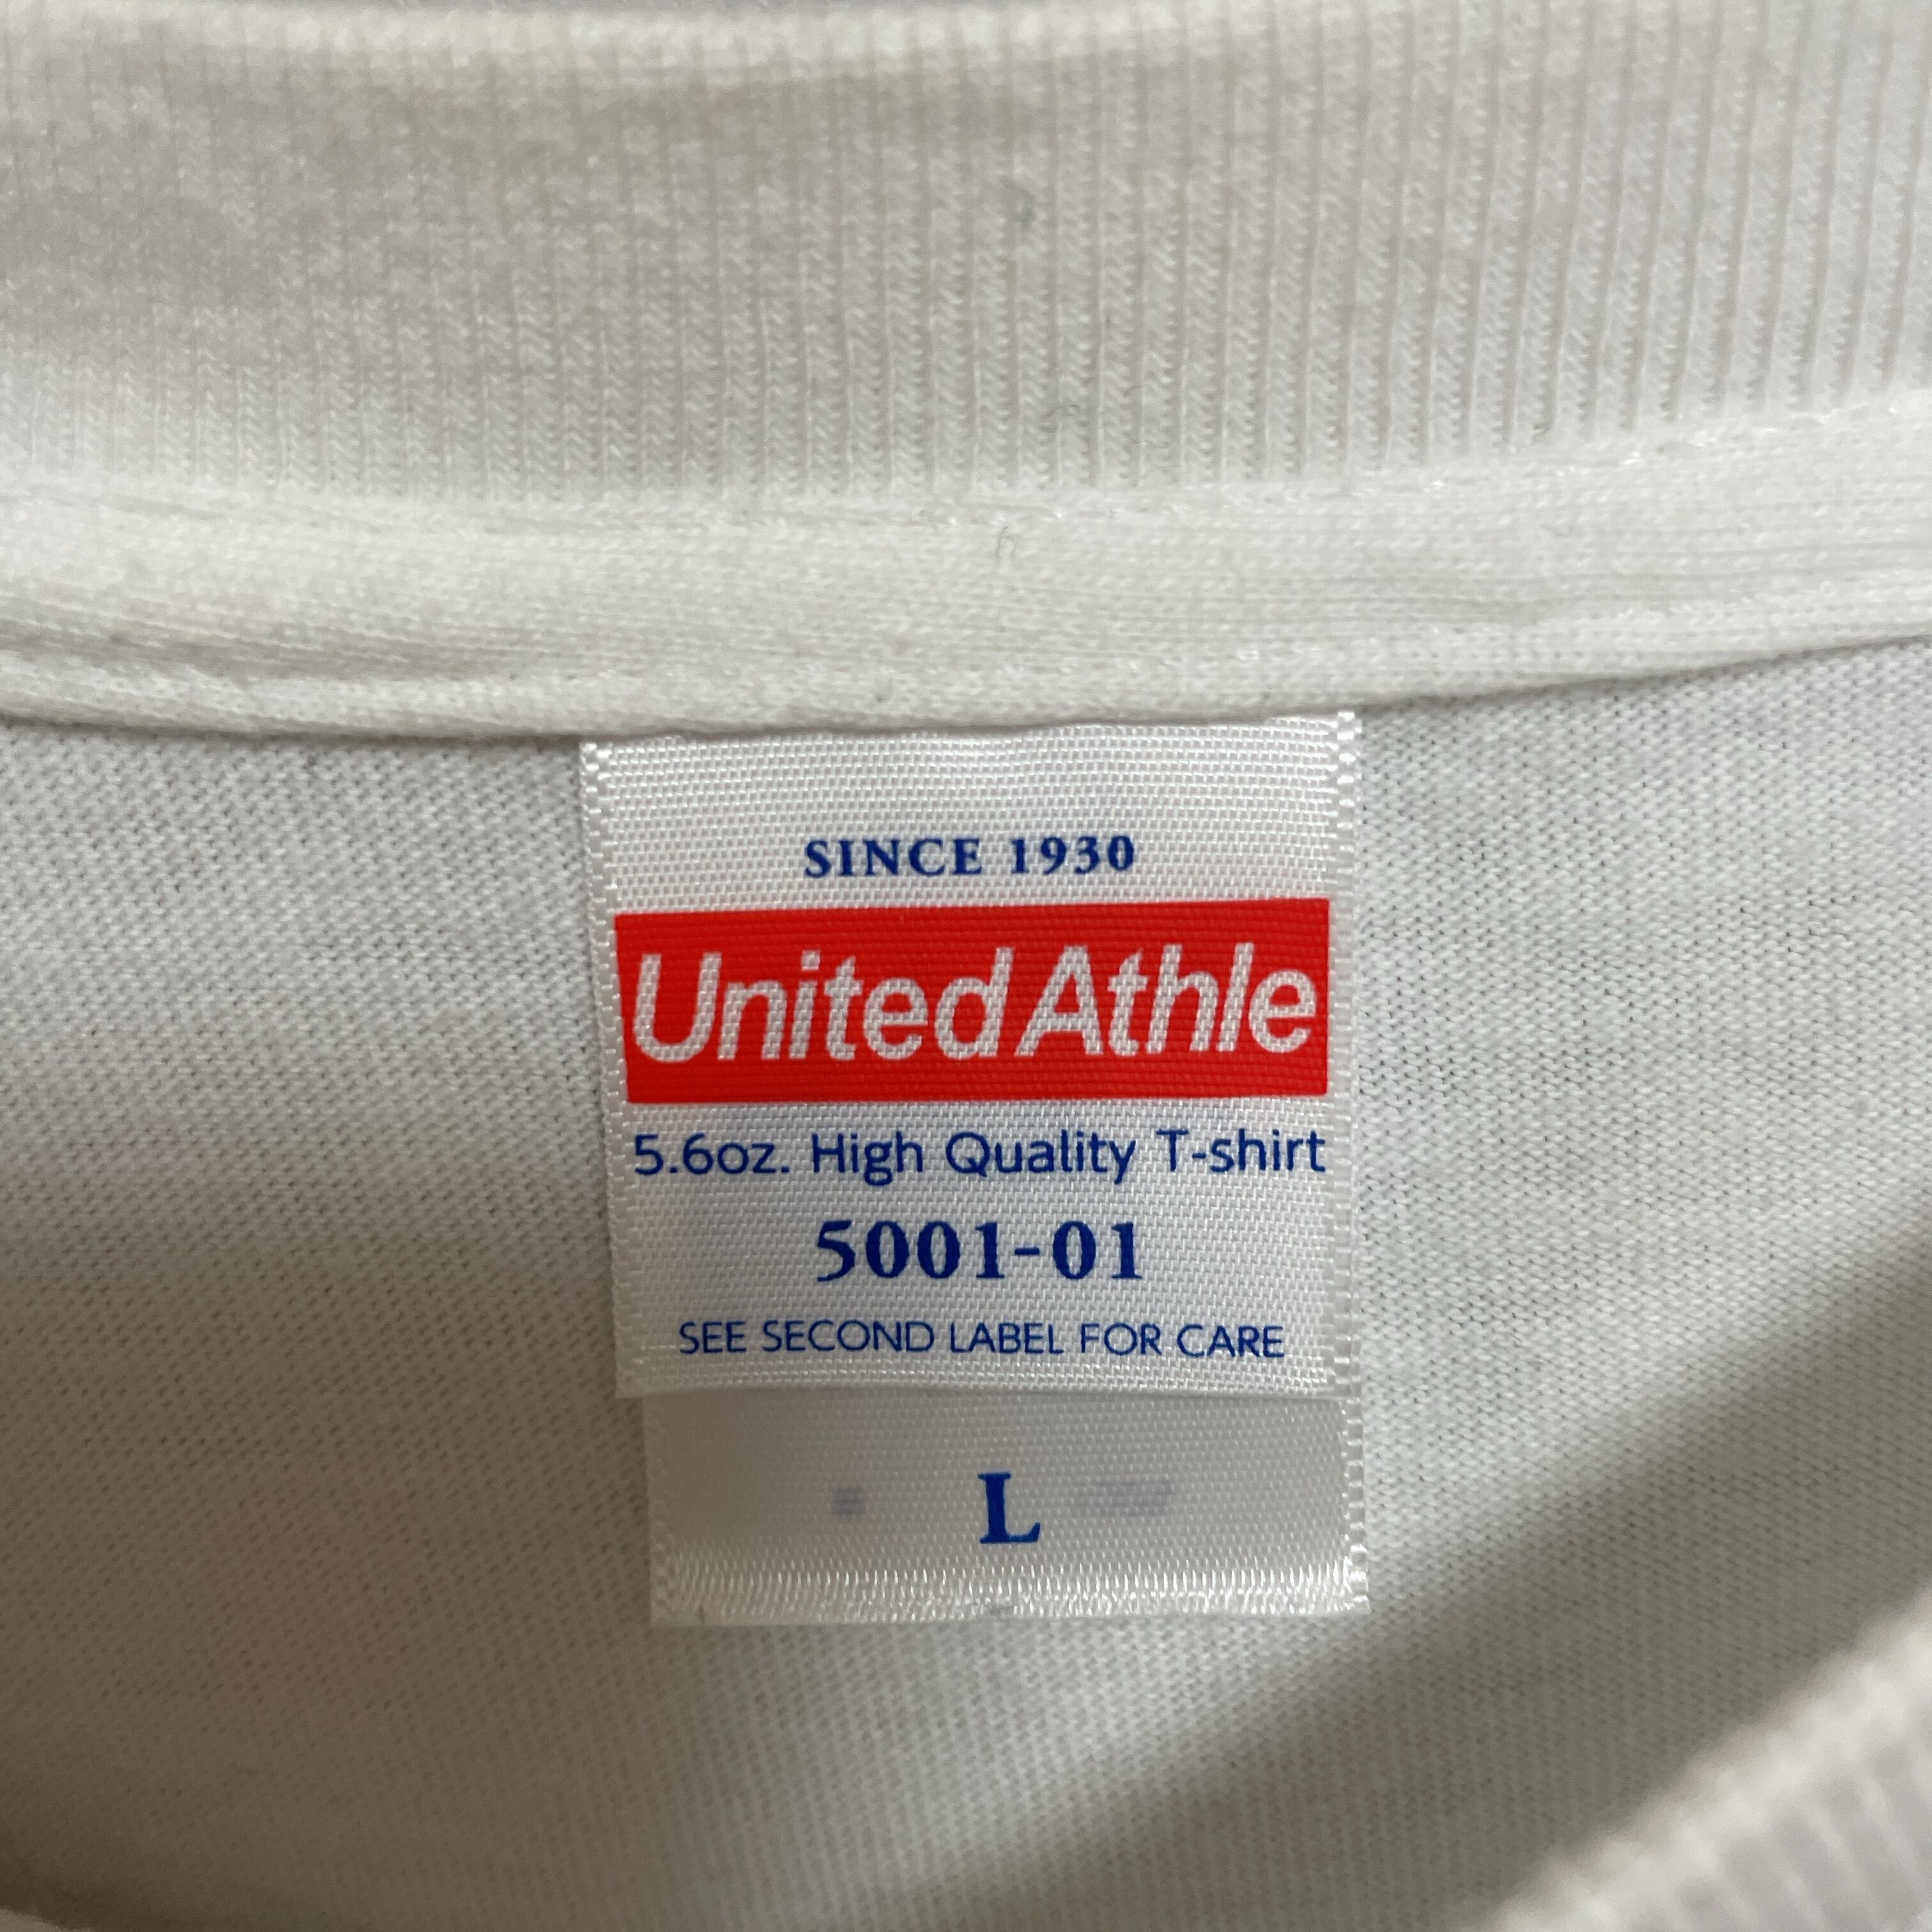 SINCE 1930
United Athle
5.6oz. High Quality T-shirt
5001-01
SEE SECOND LABEL FOR CARE
L